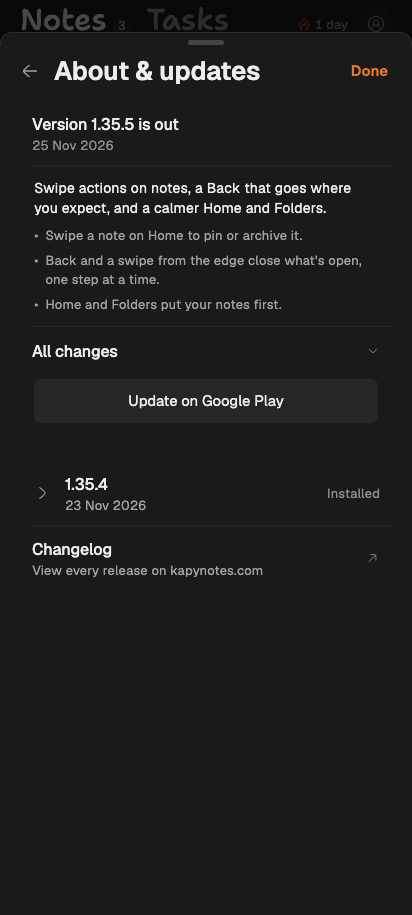 Notes 3 Tasks 1 day
About & updates Done
Version 1.35.5 is out
25 Nov 2026
Swipe actions on notes, a Back that goes where
you expect, and a calmer Home and Folders.
• Swipe a note on Home to pin or archive it.
• Back and a swipe from the edge close what's open,
one step at a time.
• Home and Folders put your notes first.
All changes
Update on Google Play
1.35.4
23 Nov 2026
Installed
Changelog
View every release on kapynotes.com